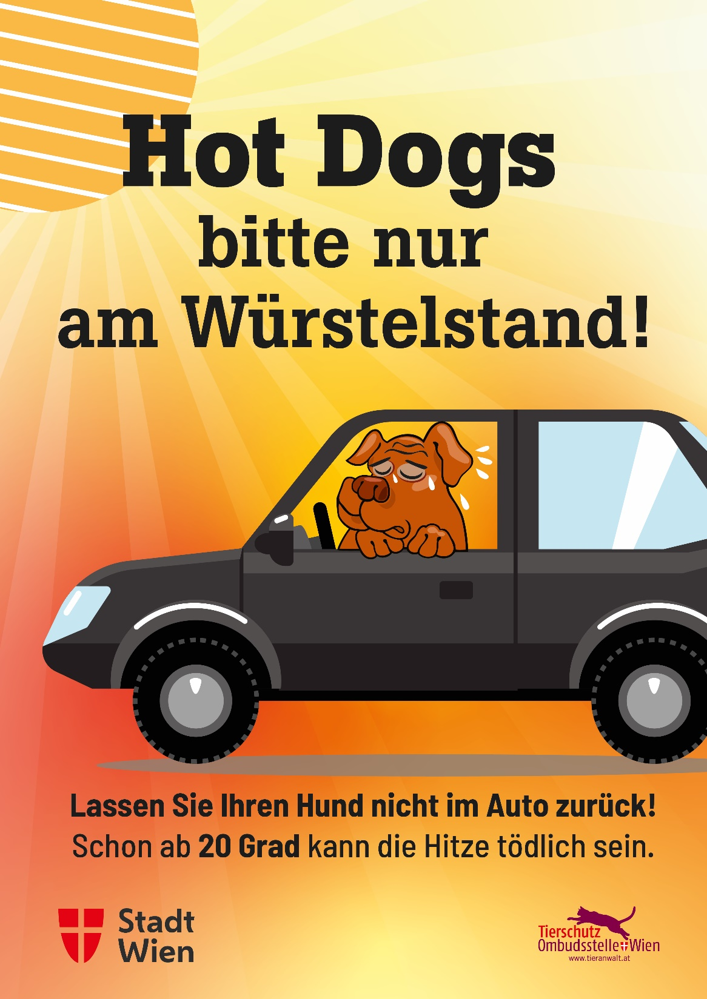 Hot Dogs
bitte nur
am Würstelstand!
Lassen Sie Ihren Hund nicht im Auto zurück!
Schon ab 20 Grad kann die Hitze tödlich sein.
Stadt
Wien
Tierschutz
Ombudsstelle Wien
www.tieranwalt.at